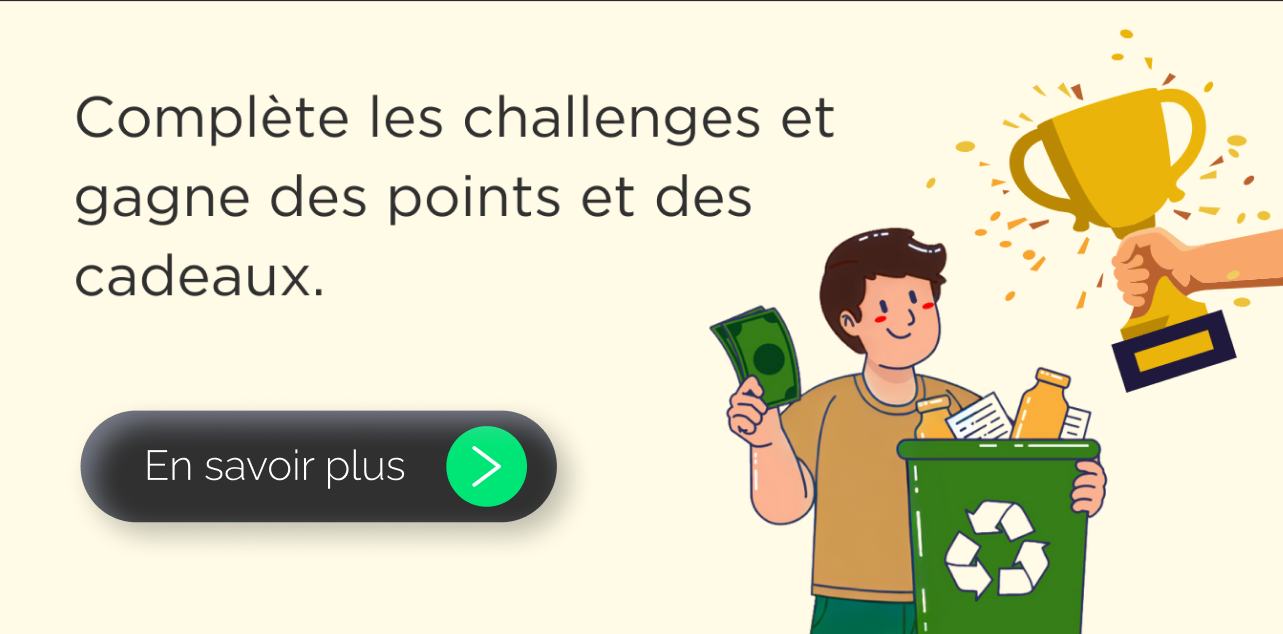 Complète les challenges et
gagne des points et des
cadeaux.
En savoir plus